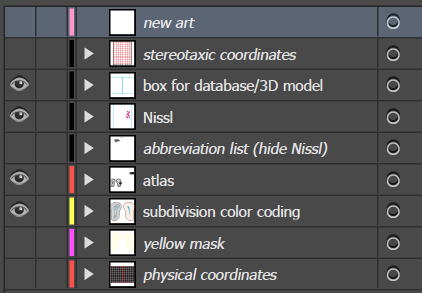 new art
stereotaxic coordinates
box for database/3D model
Nissl
abbreviation list (hide Nissl)
atlas
subdivision color coding
yellow mask
physical coordinates